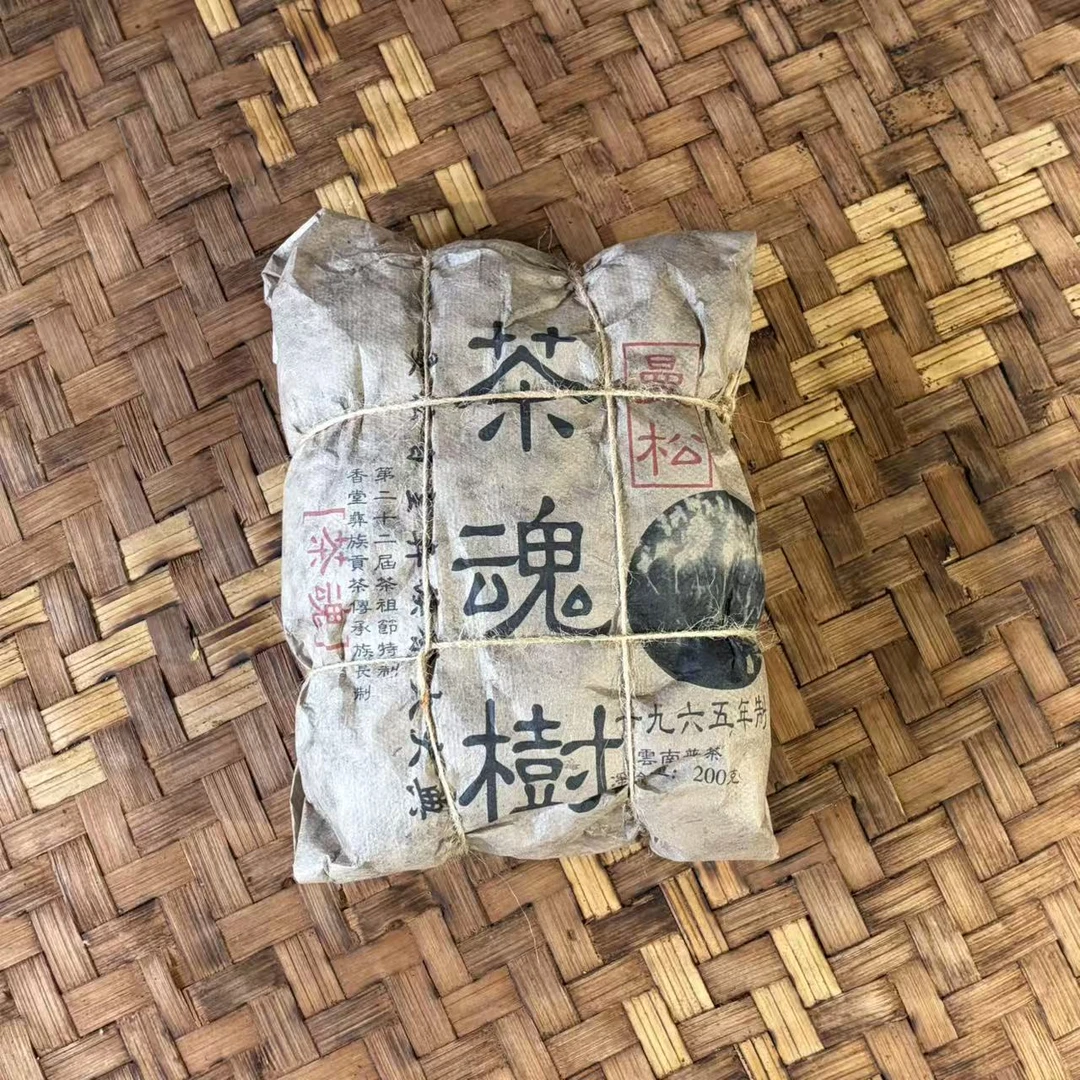 茶魂樹
曼松
一九六五年制
雲南普茶
200克
第二十二屆茶祖節特制
香堂彝族貢茶傳承族長制
「茶魂」